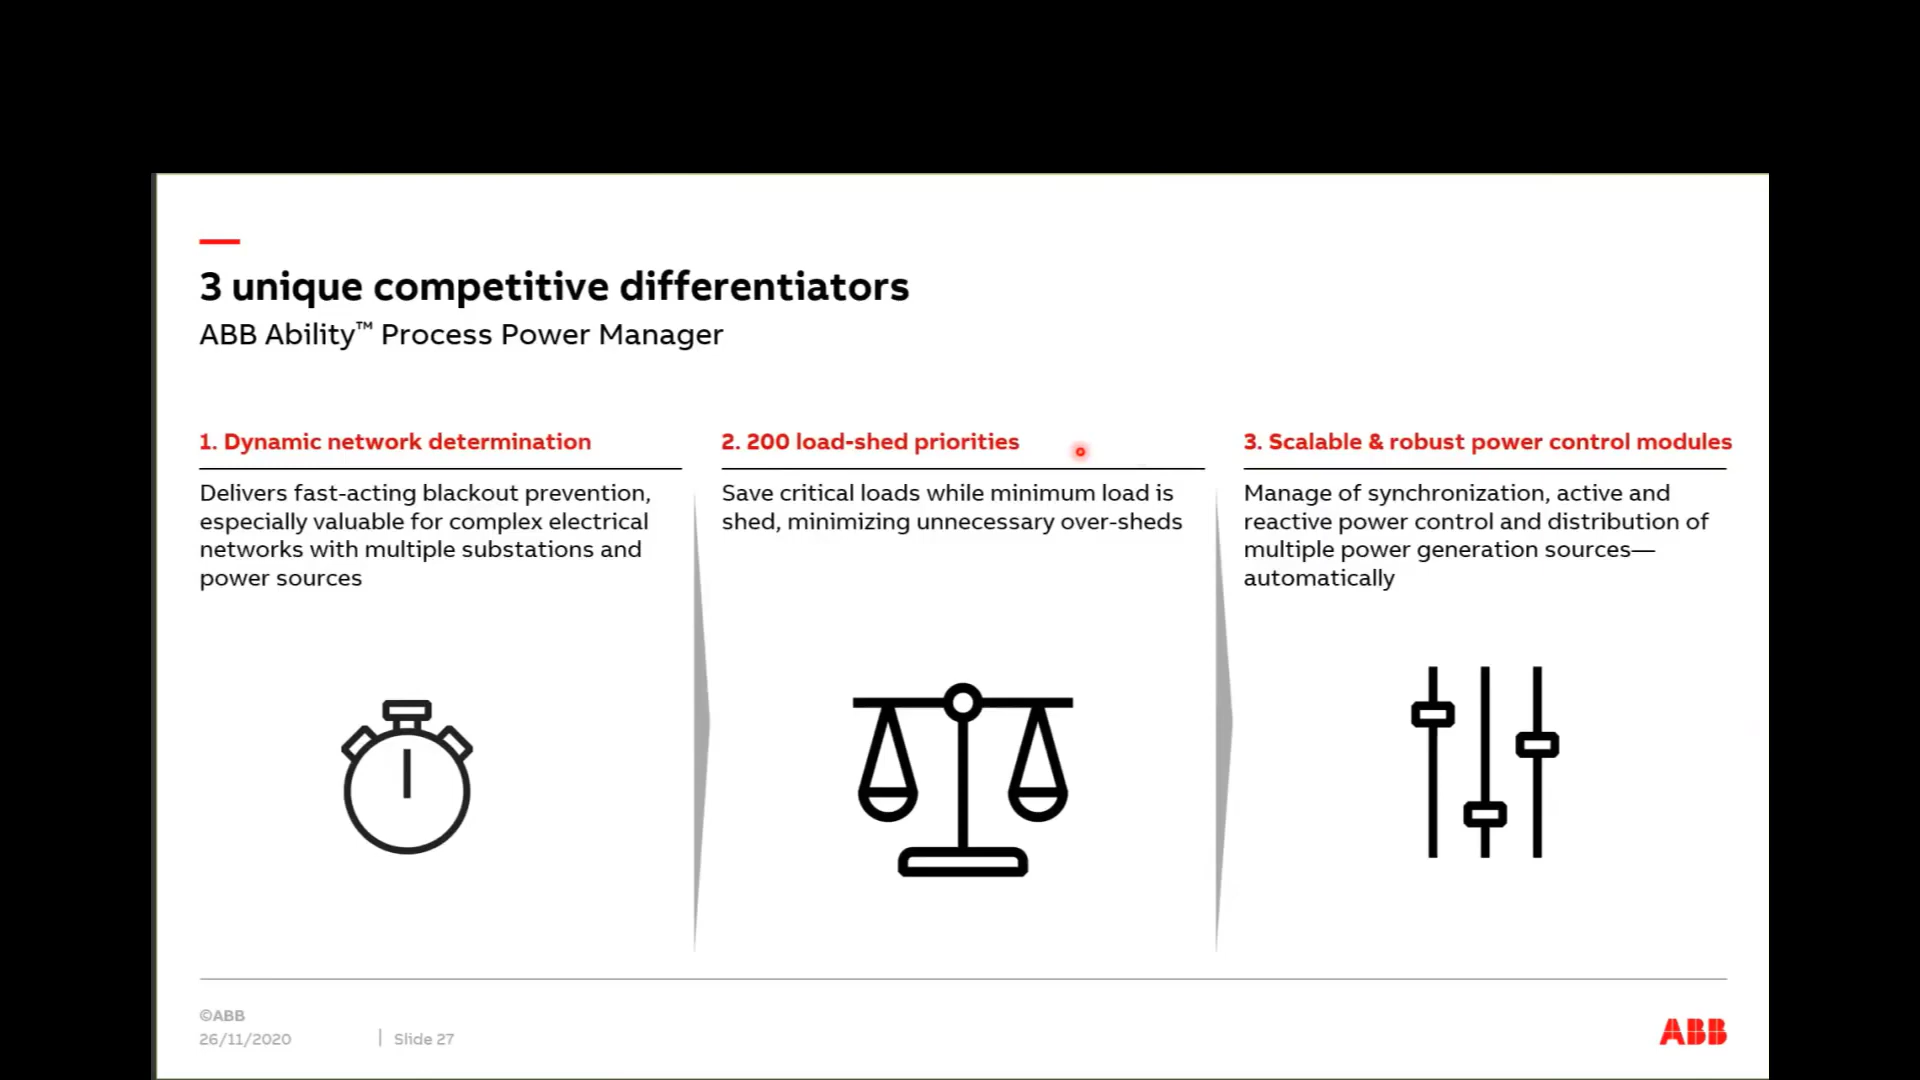 3 unique competitive differentiators
ABB Ability™ Process Power Manager
1. Dynamic network determination
Delivers fast-acting blackout prevention,
especially valuable for complex electrical
networks with multiple substations and
power sources
2. 200 load-shed priorities
Save critical loads while minimum load is
shed, minimizing unnecessary over-sheds
3. Scalable & robust power control modules
Manage of synchronization, active and
reactive power control and distribution of
multiple power generation sources—
automatically
©ABB
26/11/2020 | Slide 27
ABB